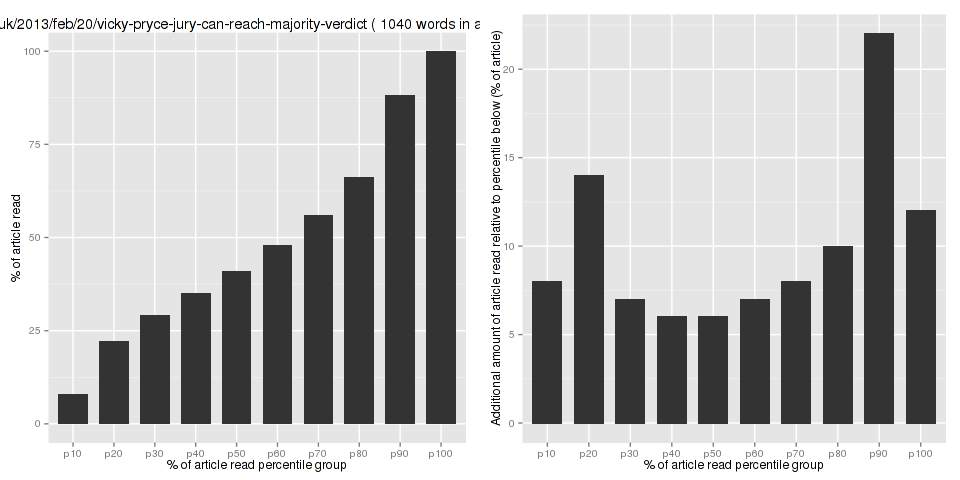 uk/2013/feb/20/vicky-pryce-jury-can-reach-majority-verdict ( 1040 words in a
% of article read
100
75
50
25
0
p10 p20 p30 p40 p50 p60 p70 p80 p90 p100
% of article read percentile group
Additional amount of article read relative to percentile below (% of article)
20
15
10
5
0
p10 p20 p30 p40 p50 p60 p70 p80 p90 p100
% of article read percentile group